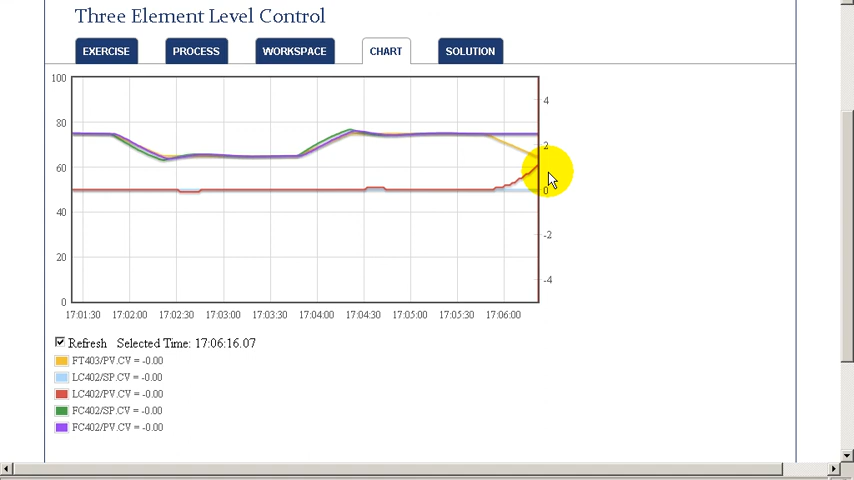 Three Element Level Control
EXERCISE PROCESS WORKSPACE CHART SOLUTION
100
80
60
40
20
0
4
2
0
-2
-4
17:01:30 17:02:00 17:02:30 17:03:00 17:03:30 17:04:00 17:04:30 17:05:00 17:05:30 17:06:00
Refresh Selected Time: 17:06:16.07
FT403/PV.CV = -0.00
LC402/SP.CV = -0.00
LC402/PV.CV = -0.00
FC402/SP.CV = -0.00
FC402/PV.CV = -0.00